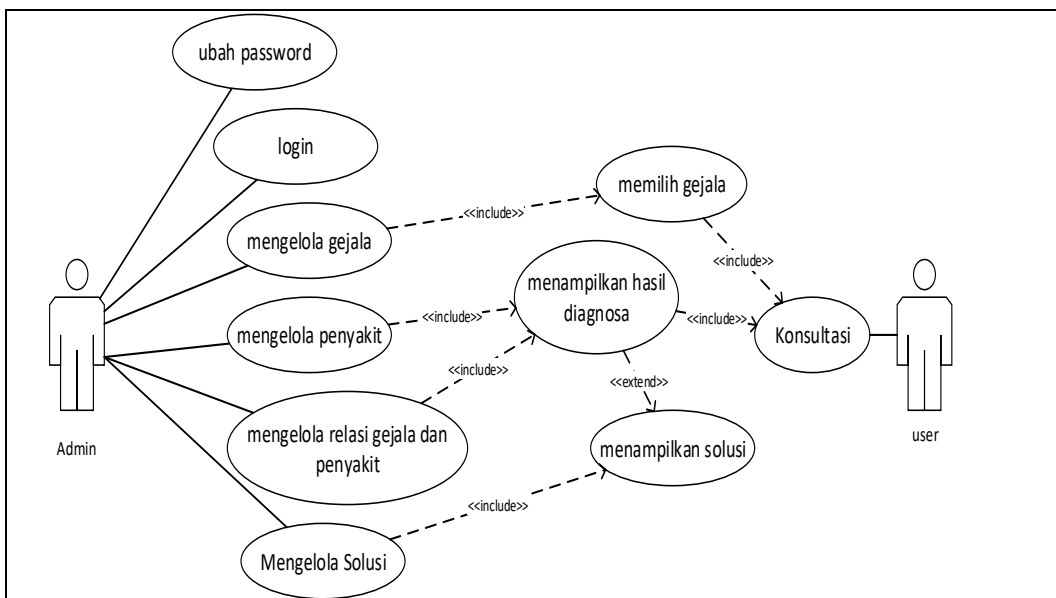 ubah password
login
memilih gejala
<<include>>
mengelola gejala
<<include>>
menampilkan hasil
diagnosa
<<include>>
<<include>>
mengelola penyakit
Konsultasi
<<include>>
<<extend>>
mengelola relasi gejala dan
penyakit
menampilkan solusi
Admin
user
<<include>>
Mengelola Solusi